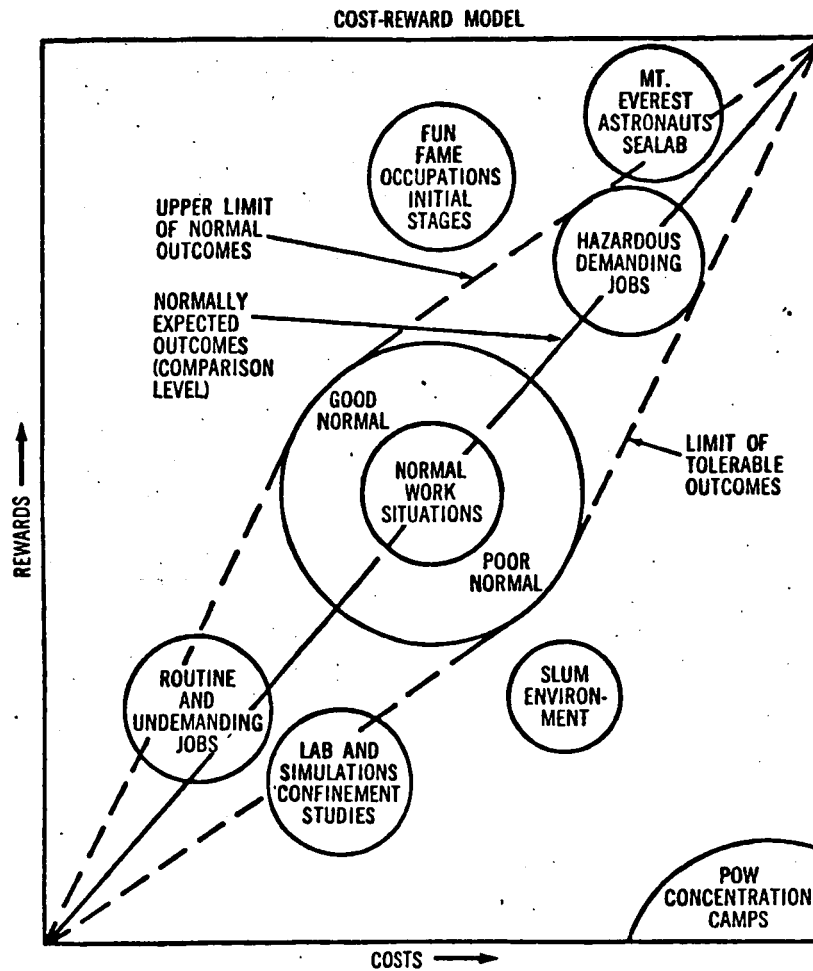 COST-REWARD MODEL
MT.
EVEREST
ASTRONAUTS
SEALAB
FUN
FAME
OCCUPATIONS
INITIAL
STAGES
UPPER LIMIT
OF NORMAL
OUTCOMES
HAZARDOUS
DEMANDING
JOBS
NORMALLY
EXPECTED
OUTCOMES
(COMPARISON
LEVEL)
GOOD
NORMAL
LIMIT OF
TOLERABLE
OUTCOMES
NORMAL
WORK
SITUATIONS
POOR
NORMAL
REWARDS
ROUTINE
AND
UNDEMANDING
JOBS
SLUM
ENVIRON-
MENT
LAB AND
SIMULATIONS
CONFINEMENT
STUDIES
POW
CONCENTRATION
CAMPS
COSTS